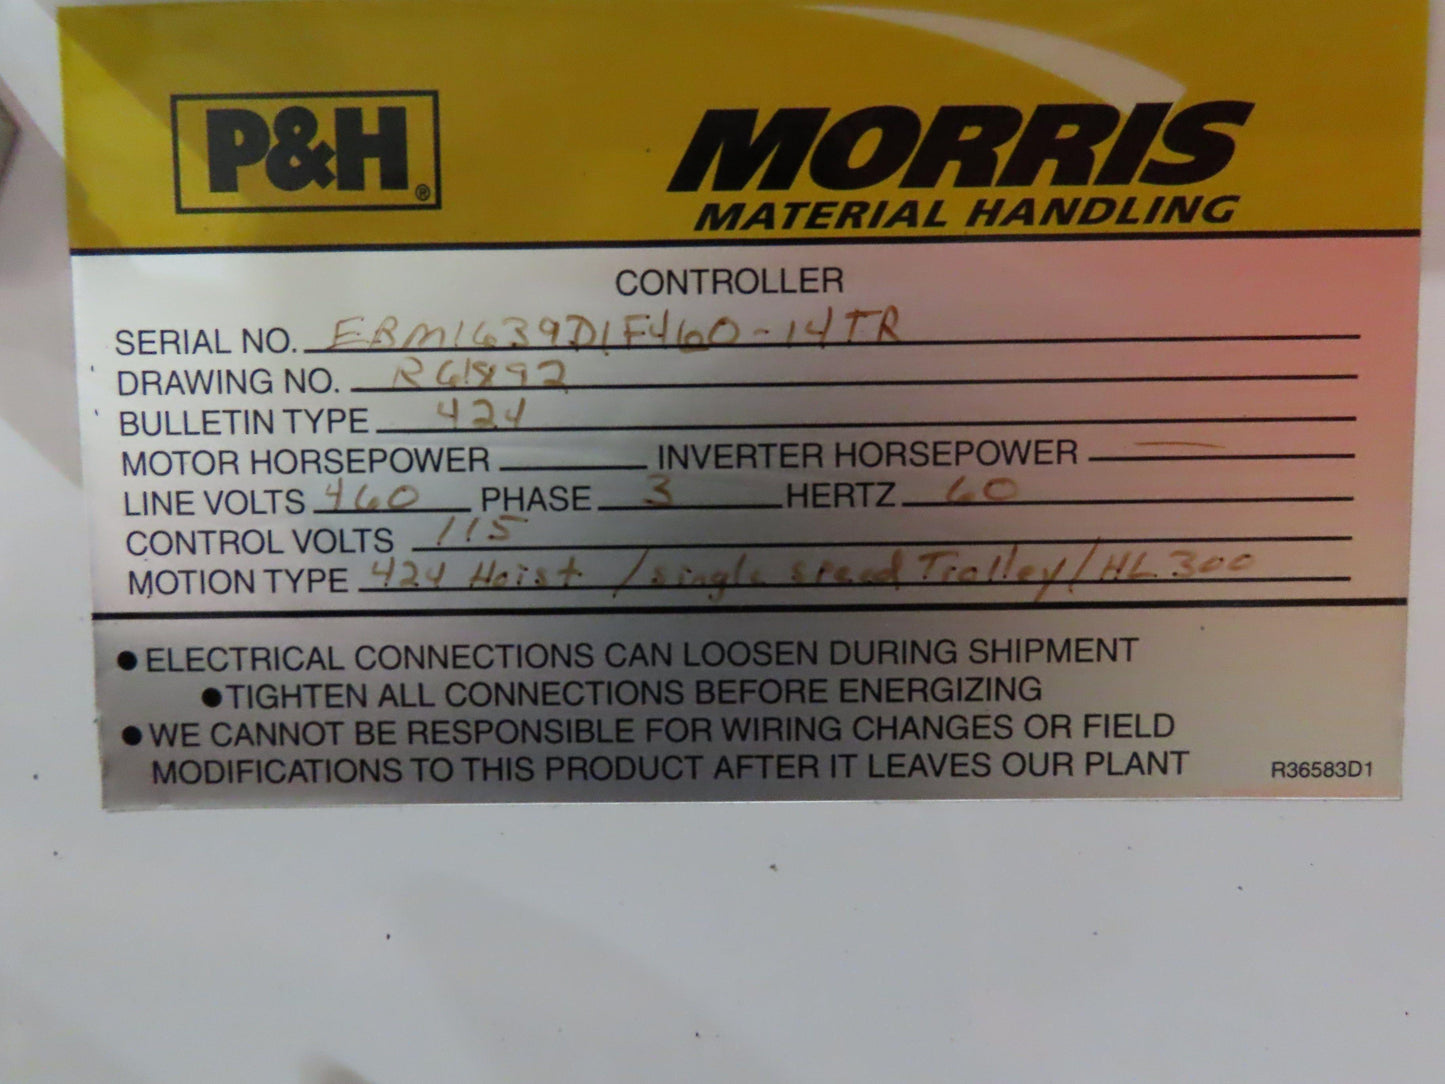 P&H®
MORRIS
MATERIAL HANDLING
CONTROLLER
SERIAL NO. EBM1639D1F460-14TR
DRAWING NO. R61892
BULLETIN TYPE 424
MOTOR HORSEPOWER INVERTER HORSEPOWER —
LINE VOLTS 460 PHASE 3 HERTZ 60
CONTROL VOLTS 115
MOTION TYPE 424 Hoist / single speed Trolley / HL 300
● ELECTRICAL CONNECTIONS CAN LOOSEN DURING SHIPMENT
● TIGHTEN ALL CONNECTIONS BEFORE ENERGIZING
● WE CANNOT BE RESPONSIBLE FOR WIRING CHANGES OR FIELD
MODIFICATIONS TO THIS PRODUCT AFTER IT LEAVES OUR PLANT
R36583D1